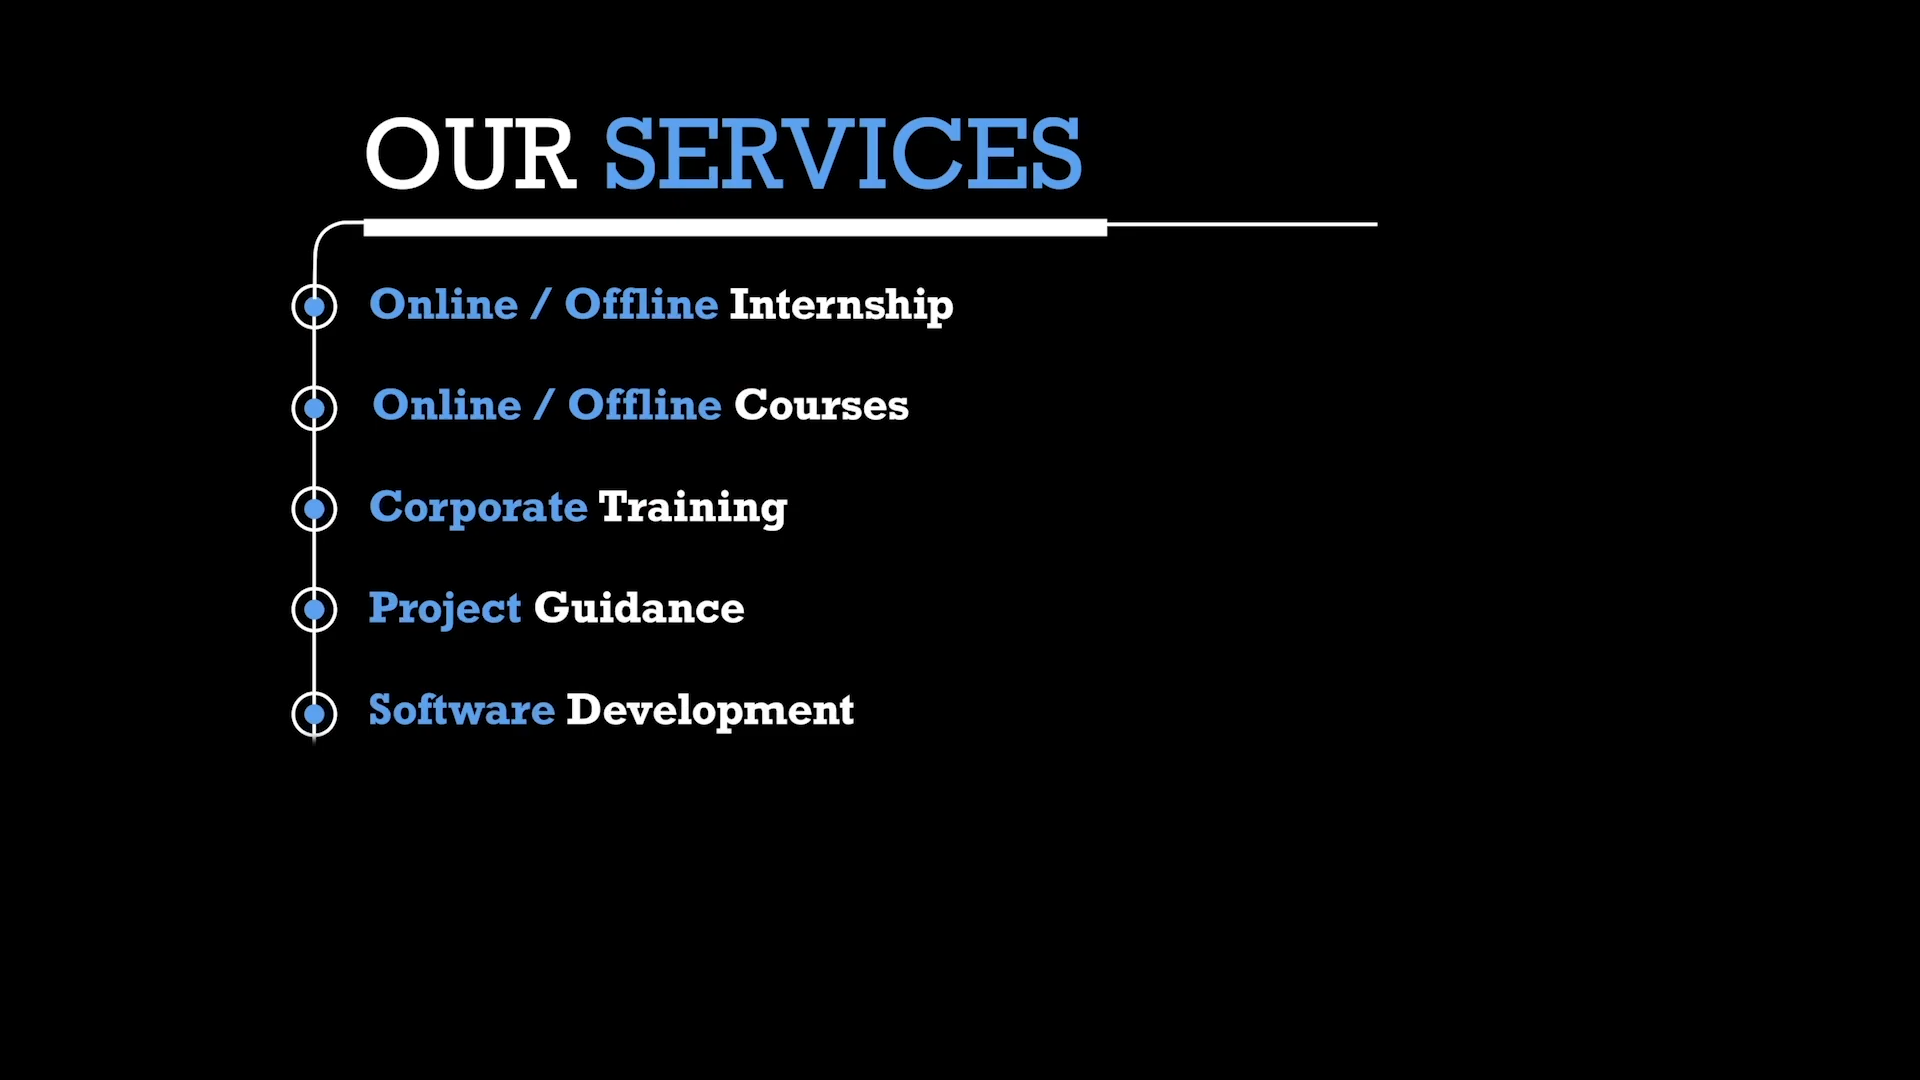 OUR SERVICES
Online / Offline Internship
Online / Offline Courses
Corporate Training
Project Guidance
Software Development